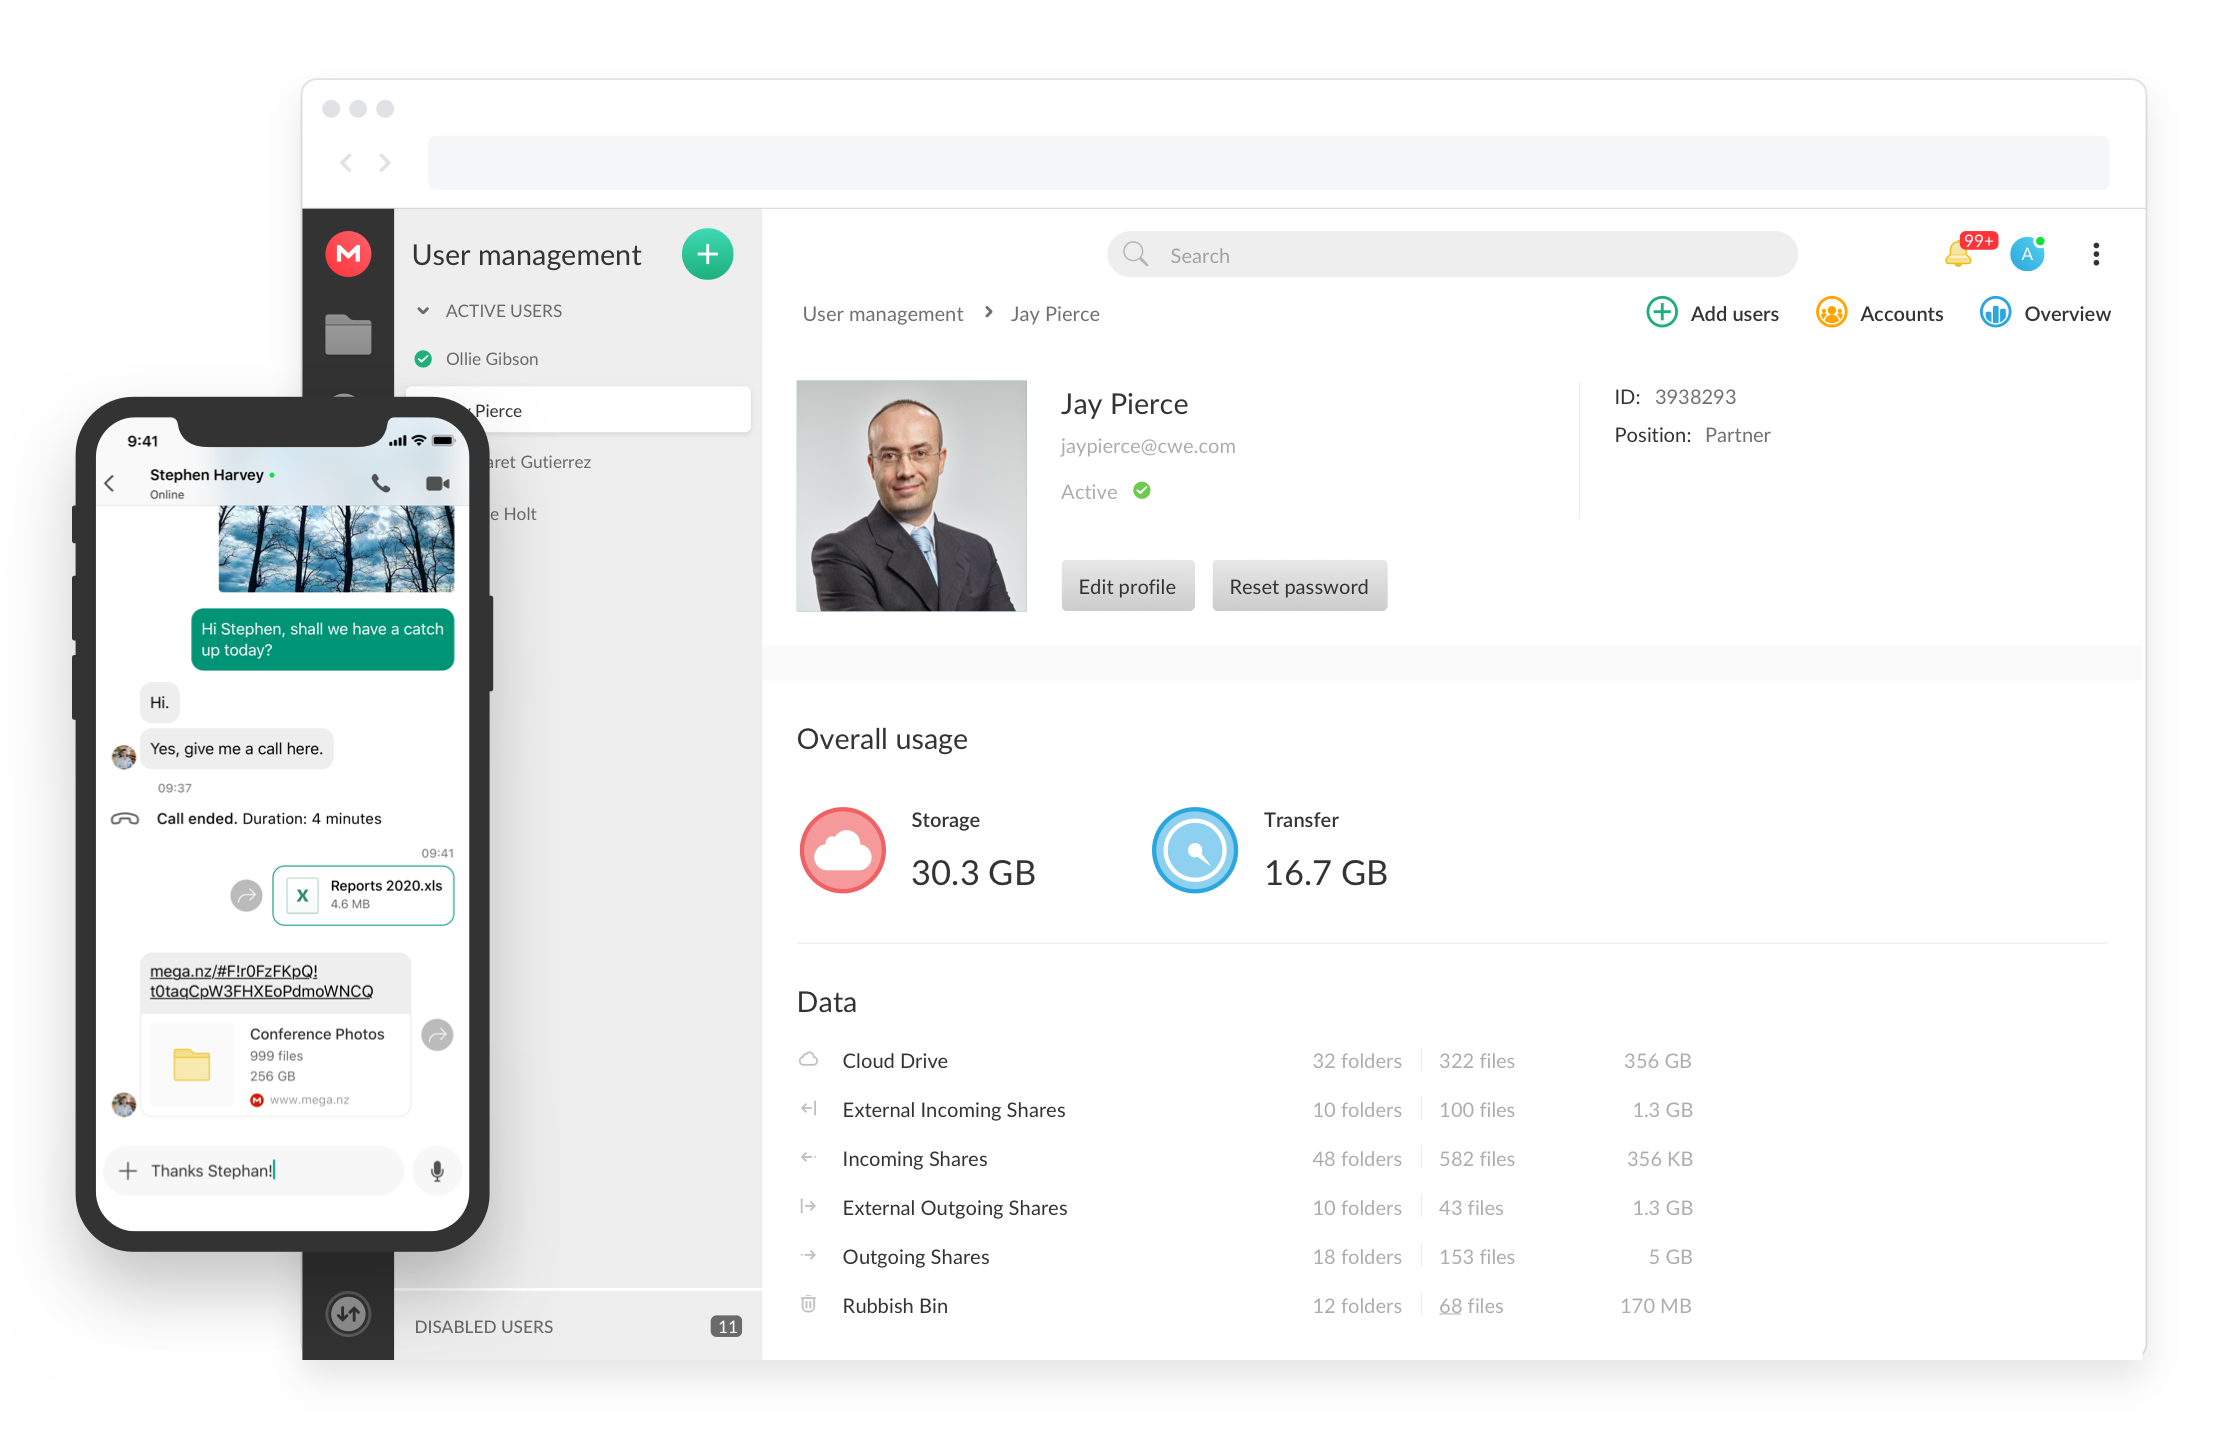 User management
ACTIVE USERS
Ollie Gibson
Pierce
Gutierrez
Holt
DISABLED USERS
11
Search
99+
A
User management > Jay Pierce
Add users
Accounts
Overview
Jay Pierce
jaypierce@cwe.com
Active
Edit profile
Reset password
ID: 3938293
Position: Partner
Overall usage
Storage
30.3 GB
Transfer
16.7 GB
Data
Cloud Drive 32 folders 322 files 356 GB
External Incoming Shares 10 folders 100 files 1.3 GB
Incoming Shares 48 folders 582 files 356 KB
External Outgoing Shares 10 folders 43 files 1.3 GB
Outgoing Shares 18 folders 153 files 5 GB
Rubbish Bin 12 folders 68 files 170 MB
9:41
Stephen Harvey
Online
Hi Stephen, shall we have a catch
up today?
Hi.
Yes, give me a call here.
09:37
Call ended. Duration: 4 minutes
09:41
X
Reports 2020.xls
4.6 MB
mega.nz/#F!r0FzFKpQ!
t0taqCpW3FHXEoPdmoWNCQ
Conference Photos
999 files
256 GB
M www.mega.nz
Thanks Stephan!
M